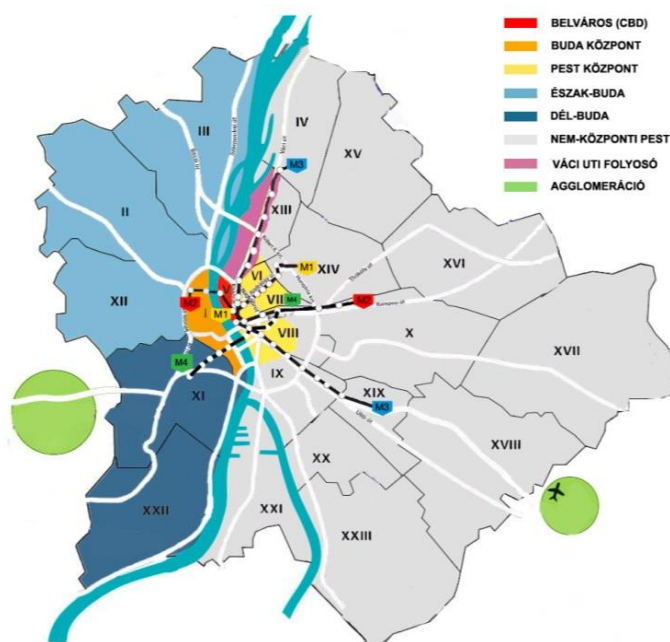 BELVÁROS (CBD)
BUDA KÖZPONT
PEST KÖZPONT
ÉSZAK-BUDA
DÉL-BUDA
NEM-KÖZPONTI PEST
VÁCI UTI FOLYOSÓ
AGGLOMERÁCIÓ
III
IV
XV
M3
XIII
II
VI
M1
XIV
XVI
XII
M2
V
I
M1
VII
M4
M2
VIII
X
XVII
M4
IX
XI
XIX
M3
XVIII
XX
XXII
XXI
XXIII